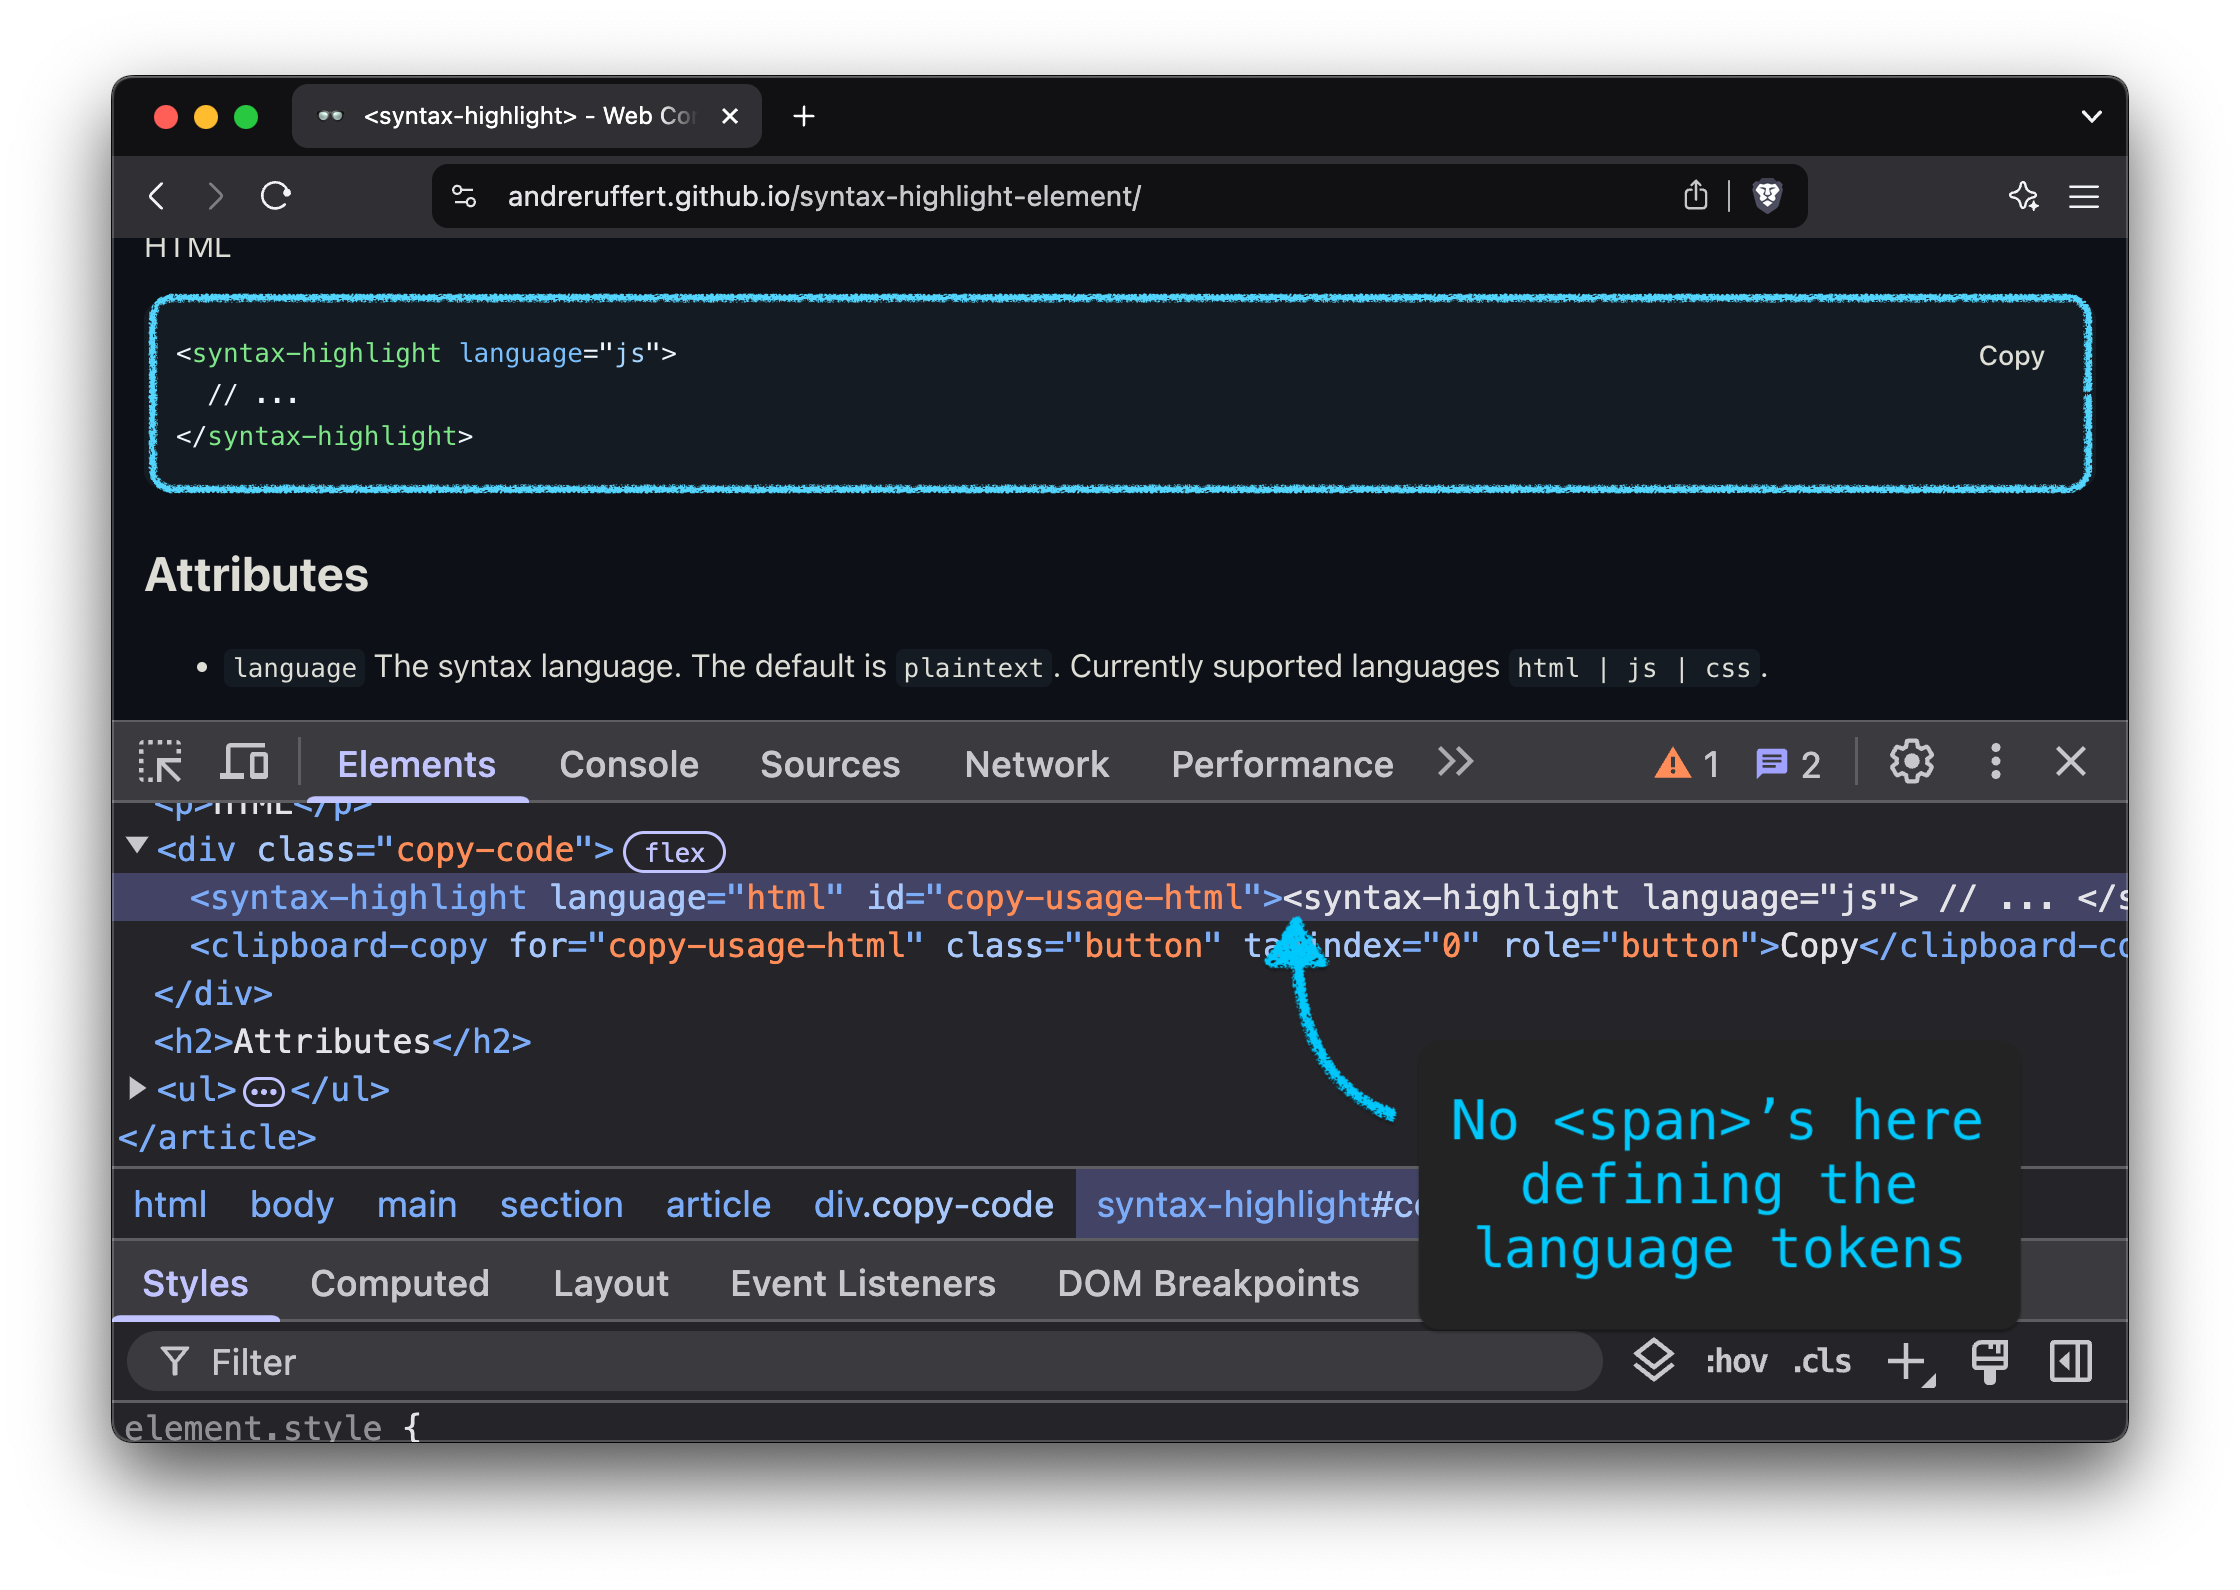 <syntax-highlight> - Web Co
andreruffert.github.io/syntax-highlight-element/
HTML
<syntax-highlight language="js">
Copy
// ...
</syntax-highlight>
Attributes
• language The syntax language. The default is plaintext. Currently suported languages html | js | css.
Elements Console Sources Network Performance 1 2
<p>HTML</p>
<div class="copy-code"> flex
<syntax-highlight language="html" id="copy-usage-html"><syntax-highlight language="js"> // ... </s
<clipboard-copy for="copy-usage-html" class="button" tabindex="0" role="button">Copy</clipboard-co
</div>
<h2>Attributes</h2>
<ul>…</ul>
</article>
No <span>’s here
defining the
language tokens
html body main section article div.copy-code syntax-highlight#co
Styles Computed Layout Event Listeners DOM Breakpoints
Filter :hov .cls
element.style {